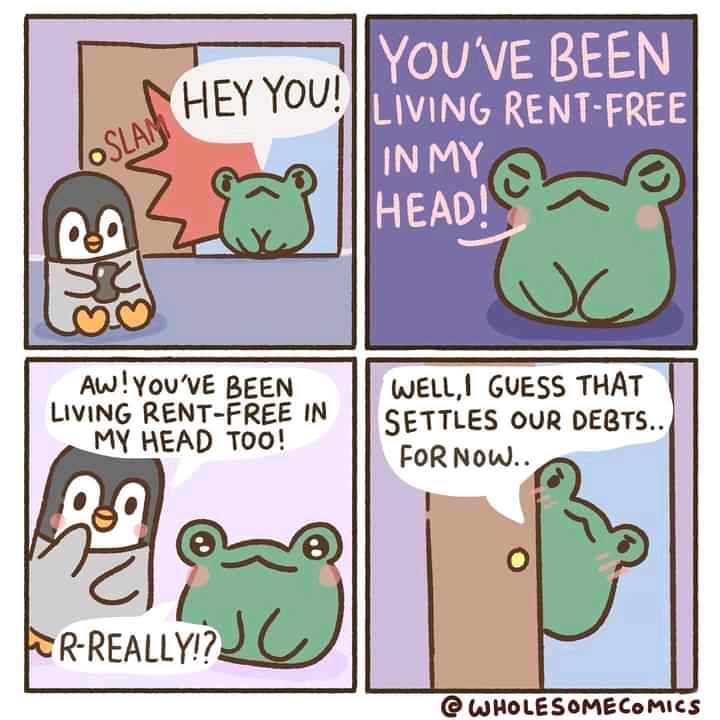 HEY YOU!
SLAM
YOU'VE BEEN
LIVING RENT-FREE
IN MY
HEAD!
AW! YOU'VE BEEN
LIVING RENT-FREE IN
MY HEAD TOO!
R-REALLY!?
WELL, I GUESS THAT
SETTLES OUR DEBTS..
FOR NOW..
@WHOLESOMECOMICS